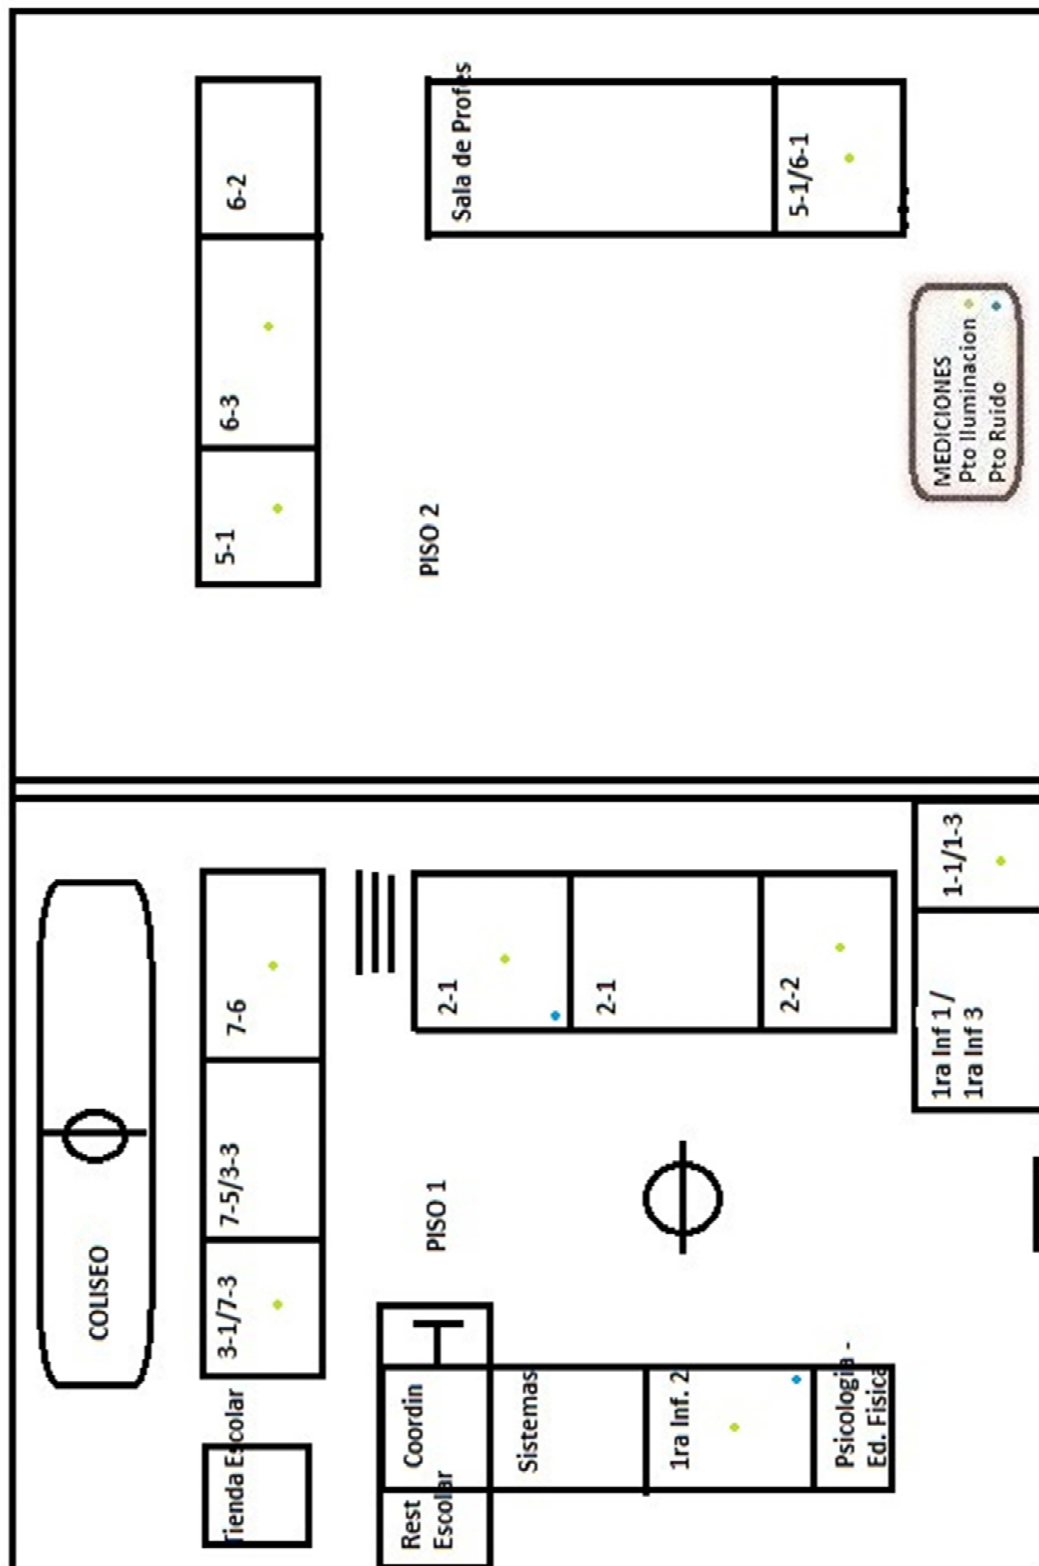 COLISEO
Tienda Escolar
3-1/7-3
7-5/3-3
7-6
6-2
6-3
5-1
Rest
Escolar
Coordin
PISO 1
2-1
PISO 2
Sala de Profes
Sistemas
2-1
1ra Inf. 2
2-2
5-1/6-1
Psicologia -
Ed. Fisica
1ra Inf 1 /
1ra Inf 3
1-1/1-3
MEDICIONES
Pto Iluminacion
Pto Ruido